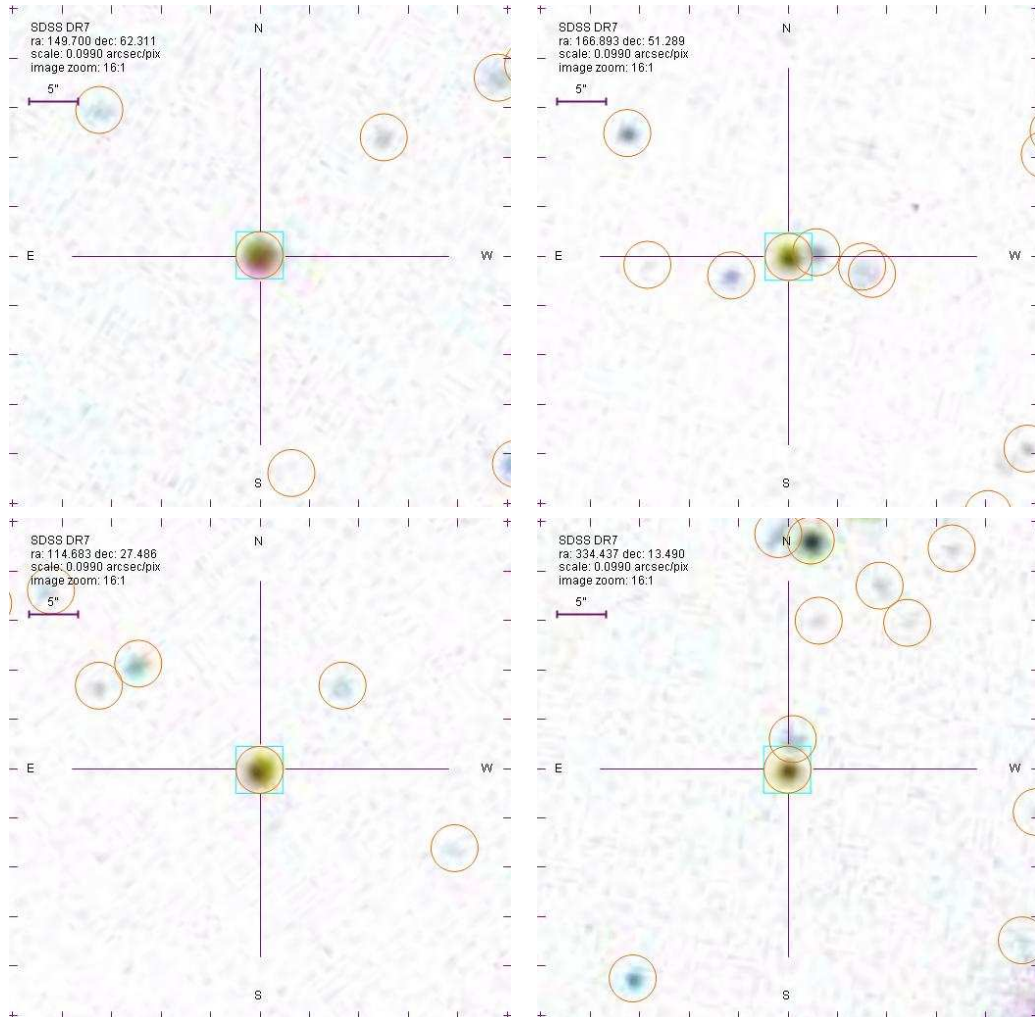 SDSS DR7
ra: 149.700 dec: 62.311
scale: 0.0990 arcsec/pix
image zoom: 16:1
5"
N
E
W
S
SDSS DR7
ra: 166.893 dec: 51.289
scale: 0.0990 arcsec/pix
image zoom: 16:1
5"
N
E
W
S
SDSS DR7
ra: 114.683 dec: 27.486
scale: 0.0990 arcsec/pix
image zoom: 16:1
5"
N
E
W
S
SDSS DR7
ra: 334.437 dec: 13.490
scale: 0.0990 arcsec/pix
image zoom: 16:1
5"
N
E
W
S